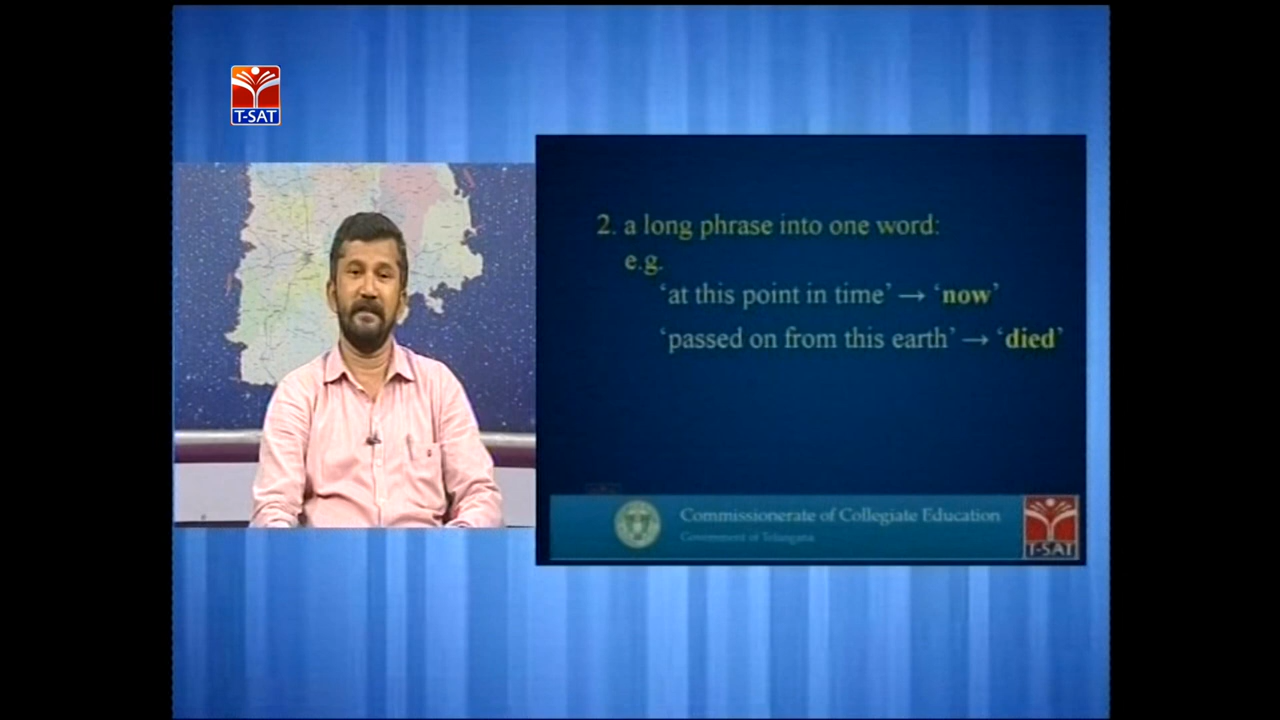 T-SAT
2. a long phrase into one word:
e.g.
‘at this point in time’ → ‘now’
‘passed on from this earth’ → ‘died’
Commissionerate of Collegiate Education
Government of Telangana
T-SAT